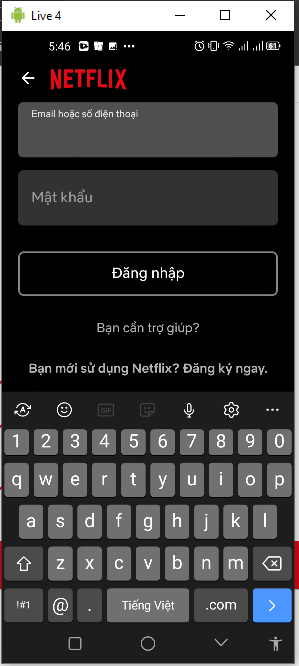 Live 4
5:46
61
NETFLIX
Email hoặc số điện thoại
Mật khẩu
Đăng nhập
Bạn cần trợ giúp?
Bạn mới sử dụng Netflix? Đăng ký ngay.
GIF
1 2 3 4 5 6 7 8 9 0
q w e r t y u i o p
a s d f g h j k l
z x c v b n m
!#1 @ . Tiếng Việt .com